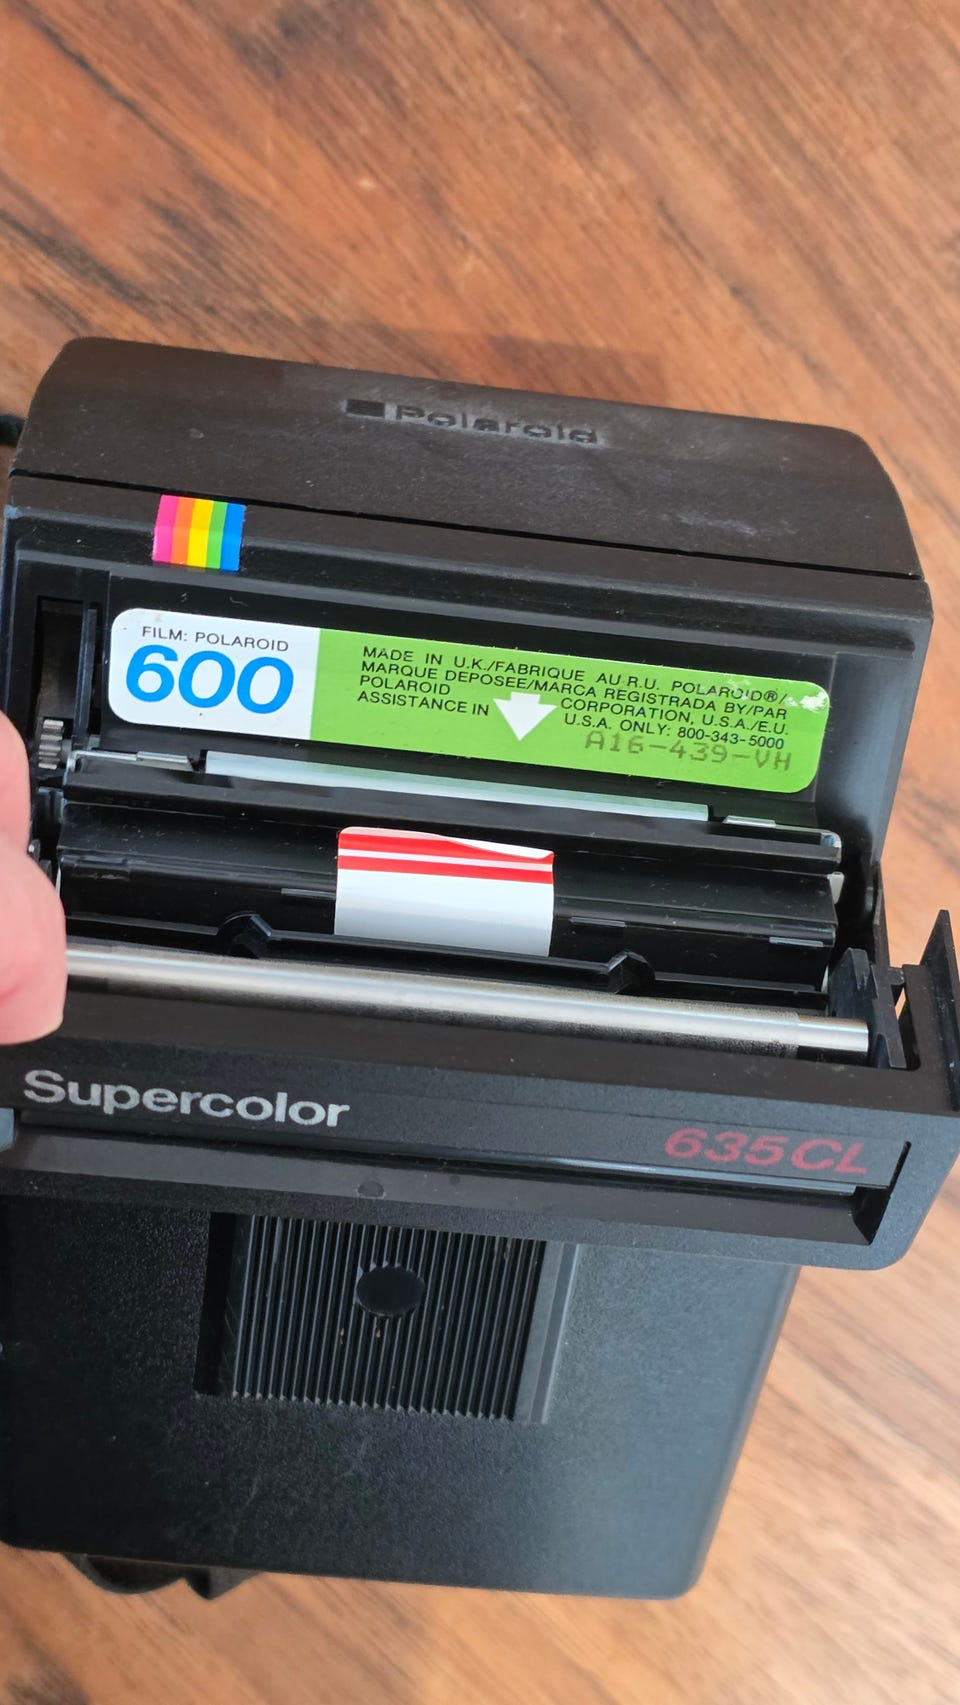 Polaroid
FILM: POLAROID
600
MADE IN U.K./FABRIQUE AU R.U. POLAROID®/
MARQUE DEPOSEE/MARCA REGISTRADA BY/PAR
POLAROID CORPORATION, U.S.A./E.U.
ASSISTANCE IN U.S.A. ONLY: 800-343-5000
A16-439-VH
Supercolor
635CL